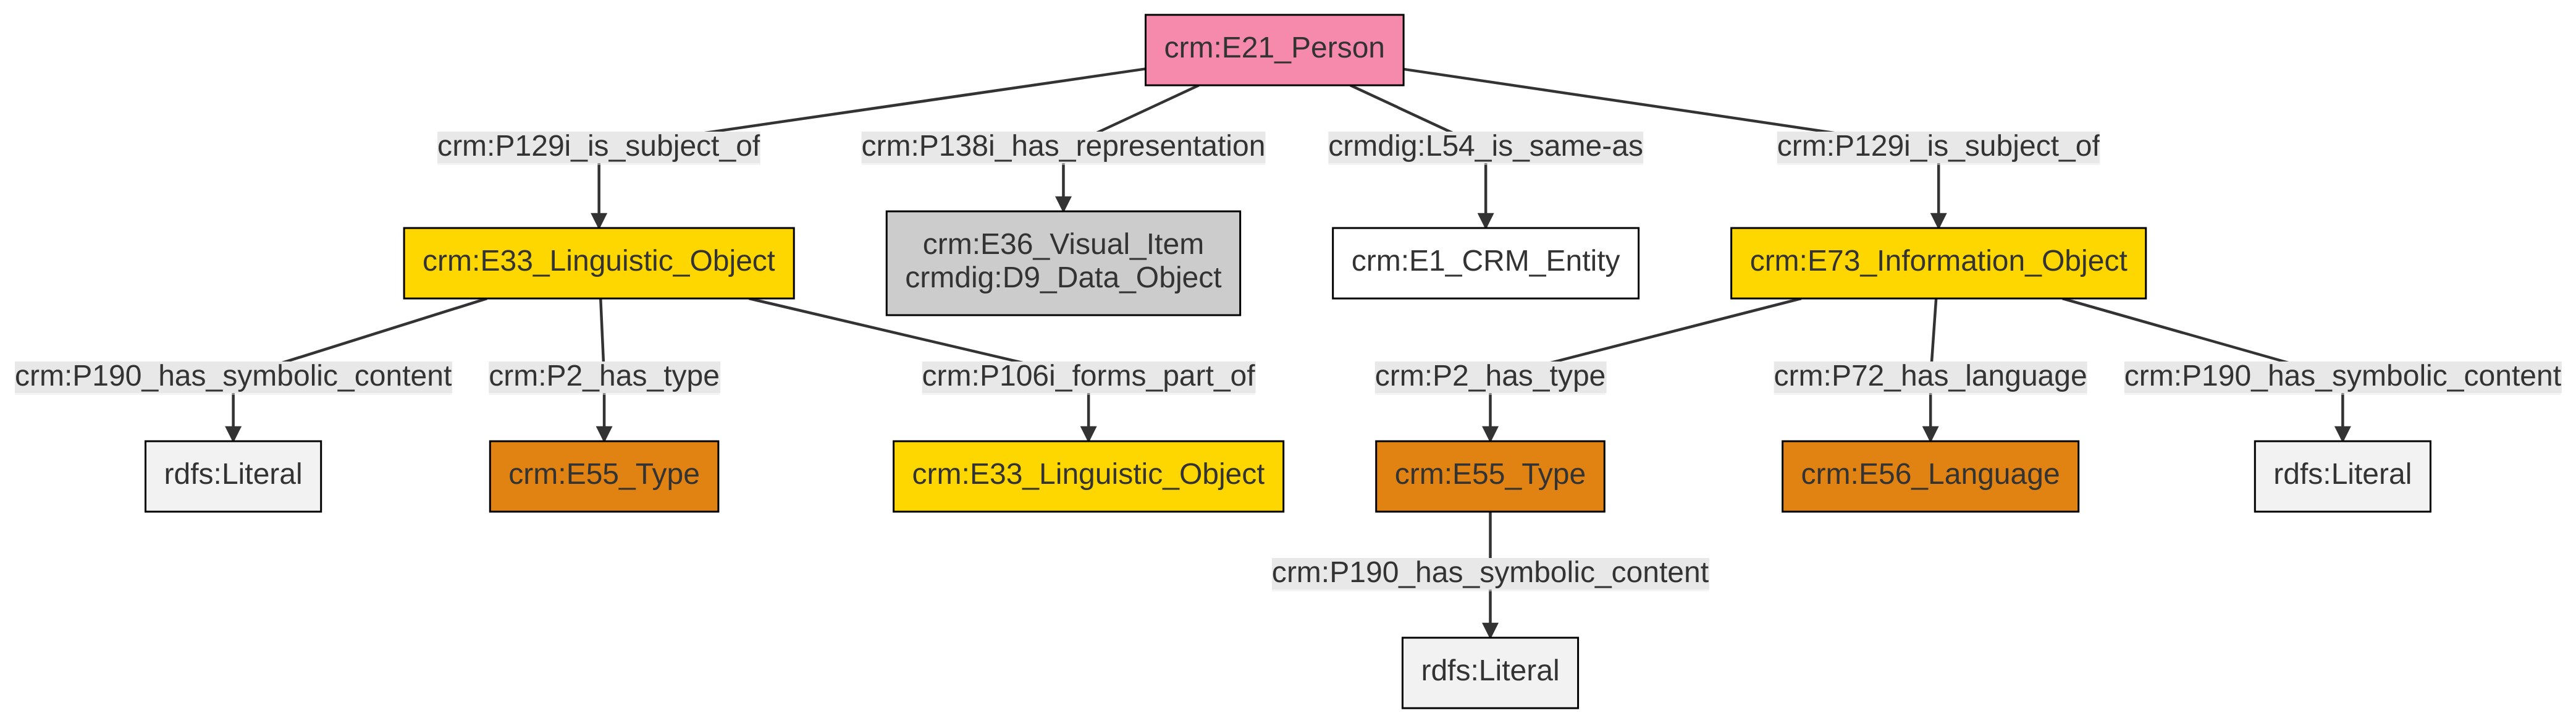 crm:E21_Person
crm:P129i_is_subject_of
crm:P138i_has_representation
crmdig:L54_is_same-as
crm:P129i_is_subject_of
crm:E33_Linguistic_Object
crm:E36_Visual_Item
crmdig:D9_Data_Object
crm:E1_CRM_Entity
crm:E73_Information_Object
crm:P190_has_symbolic_content
crm:P2_has_type
crm:P106i_forms_part_of
crm:P2_has_type
crm:P72_has_language
crm:P190_has_symbolic_content
rdfs:Literal
crm:E55_Type
crm:E33_Linguistic_Object
crm:E55_Type
crm:E56_Language
rdfs:Literal
crm:P190_has_symbolic_content
rdfs:Literal